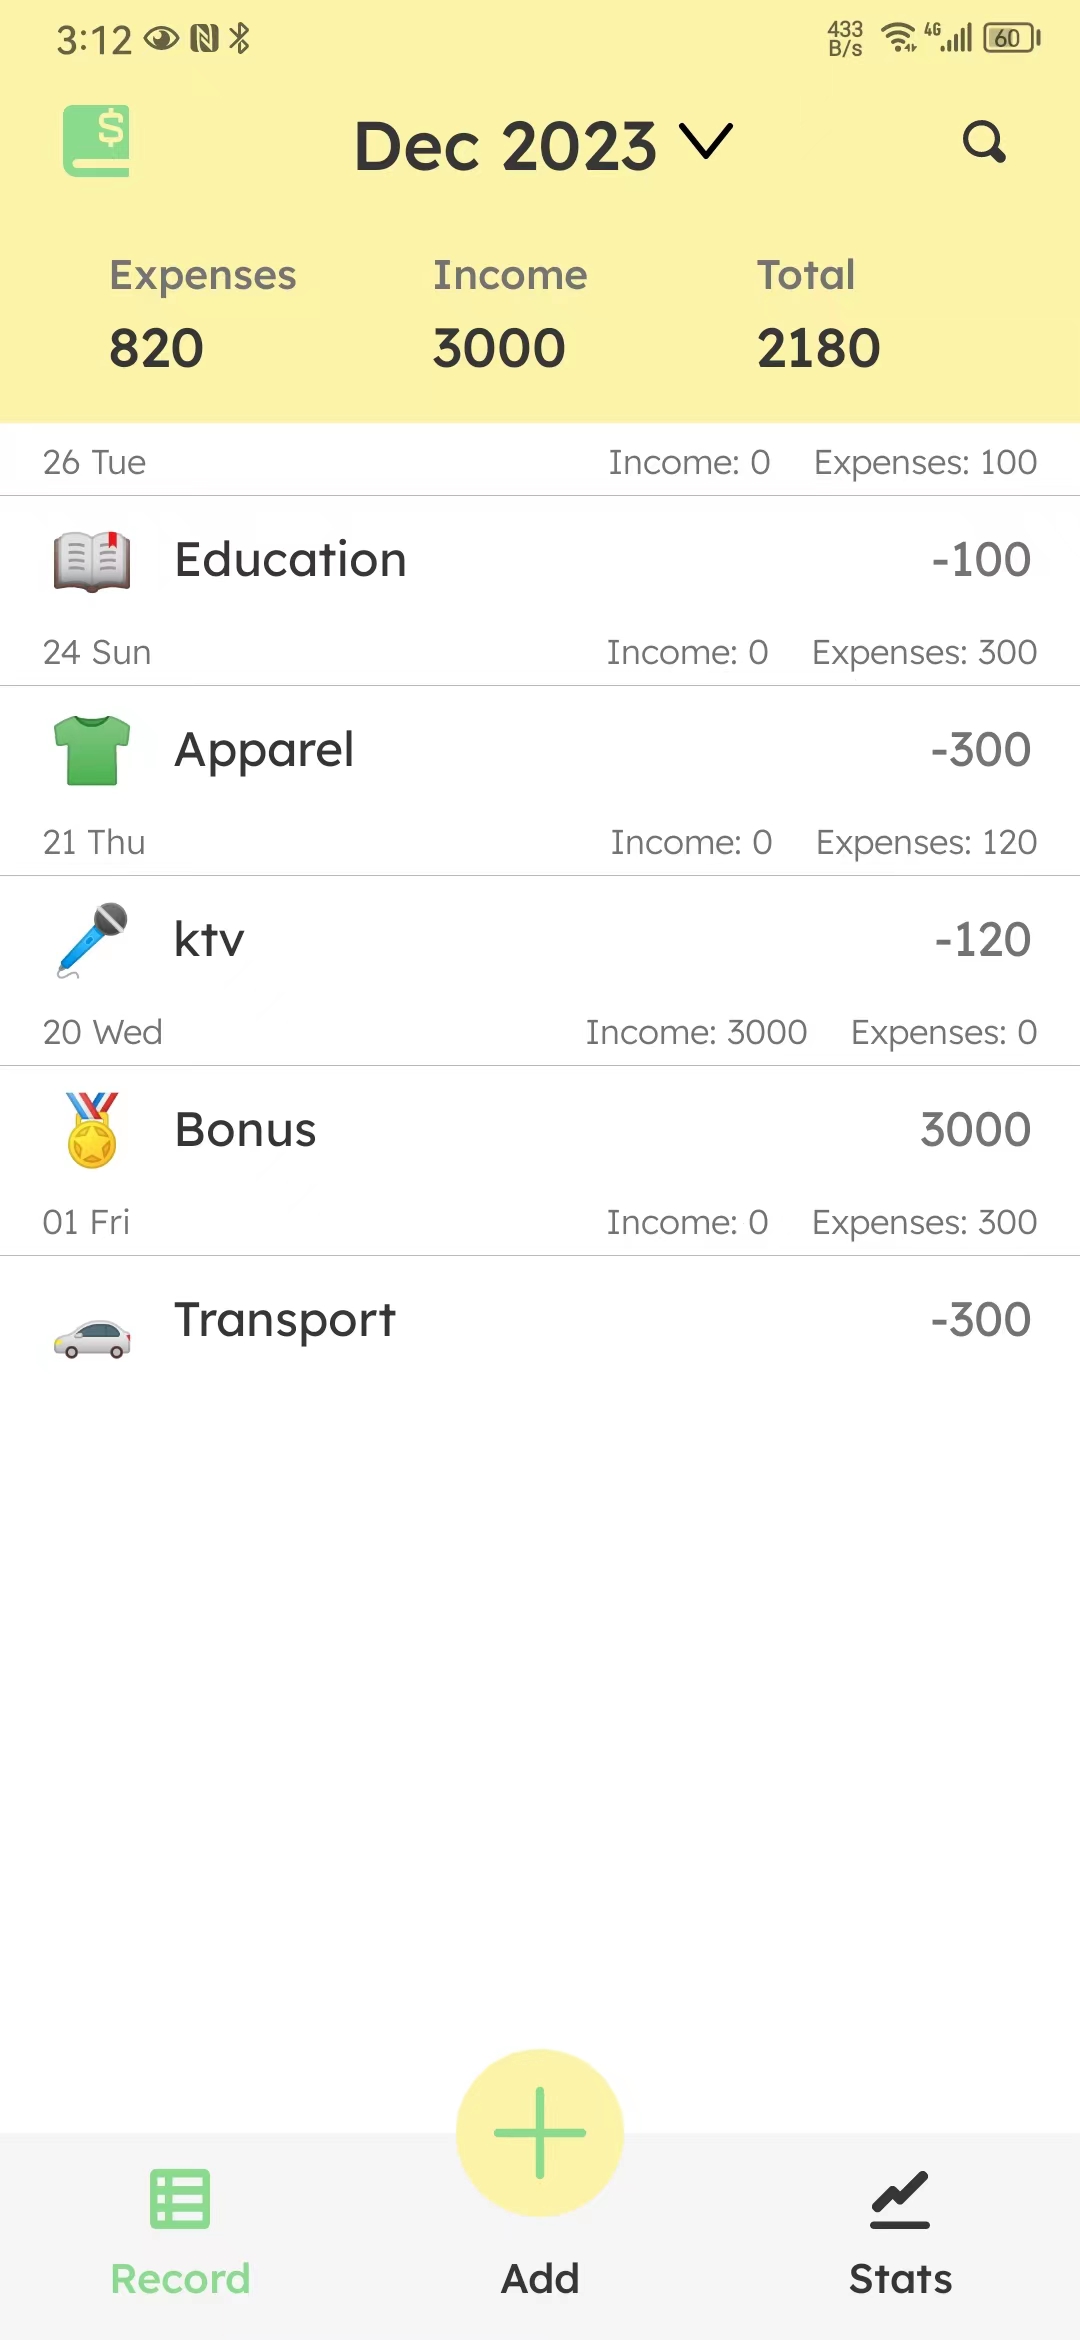 3:12 433 B/s 4G 60
$
Dec 2023
Expenses Income Total
820 3000 2180
26 Tue Income: 0 Expenses: 100
Education -100
24 Sun Income: 0 Expenses: 300
Apparel -300
21 Thu Income: 0 Expenses: 120
ktv -120
20 Wed Income: 3000 Expenses: 0
Bonus 3000
01 Fri Income: 0 Expenses: 300
Transport -300
Record Add Stats